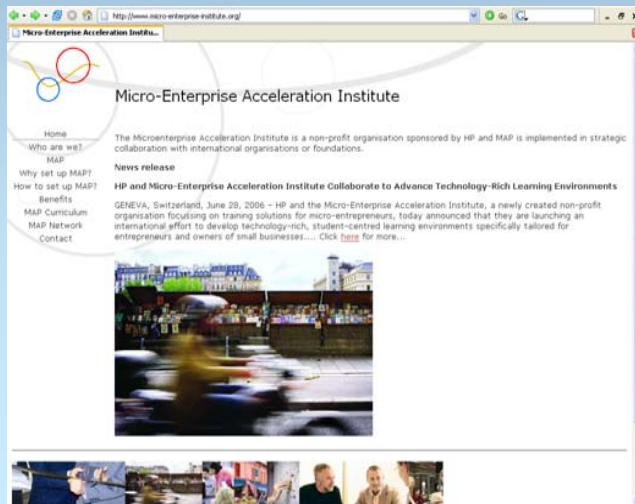 http://www.micro-enterprise-institute.org/
Go
Micro-Enterprise Acceleration Institu...
Micro-Enterprise Acceleration Institute
Home
Who are we?
MAP
Why set up MAP?
How to set up MAP?
Benefits
MAP Curriculum
MAP Network
Contact
The Microenterprise Acceleration Institute is a non-profit organisation sponsored by HP and MAP is implemented in strategic
collaboration with international organisations or foundations.
News release
HP and Micro-Enterprise Acceleration Institute Collaborate to Advance Technology-Rich Learning Environments
GENEVA, Switzerland, June 28, 2006 – HP and the Micro-Enterprise Acceleration Institute, a newly created non-profit
organisation focussing on training solutions for micro-entrepreneurs, today announced that they are launching an
international effort to develop technology-rich, student-centred learning environments specifically tailored for
entrepreneurs and owners of small businesses.... Click here for more...